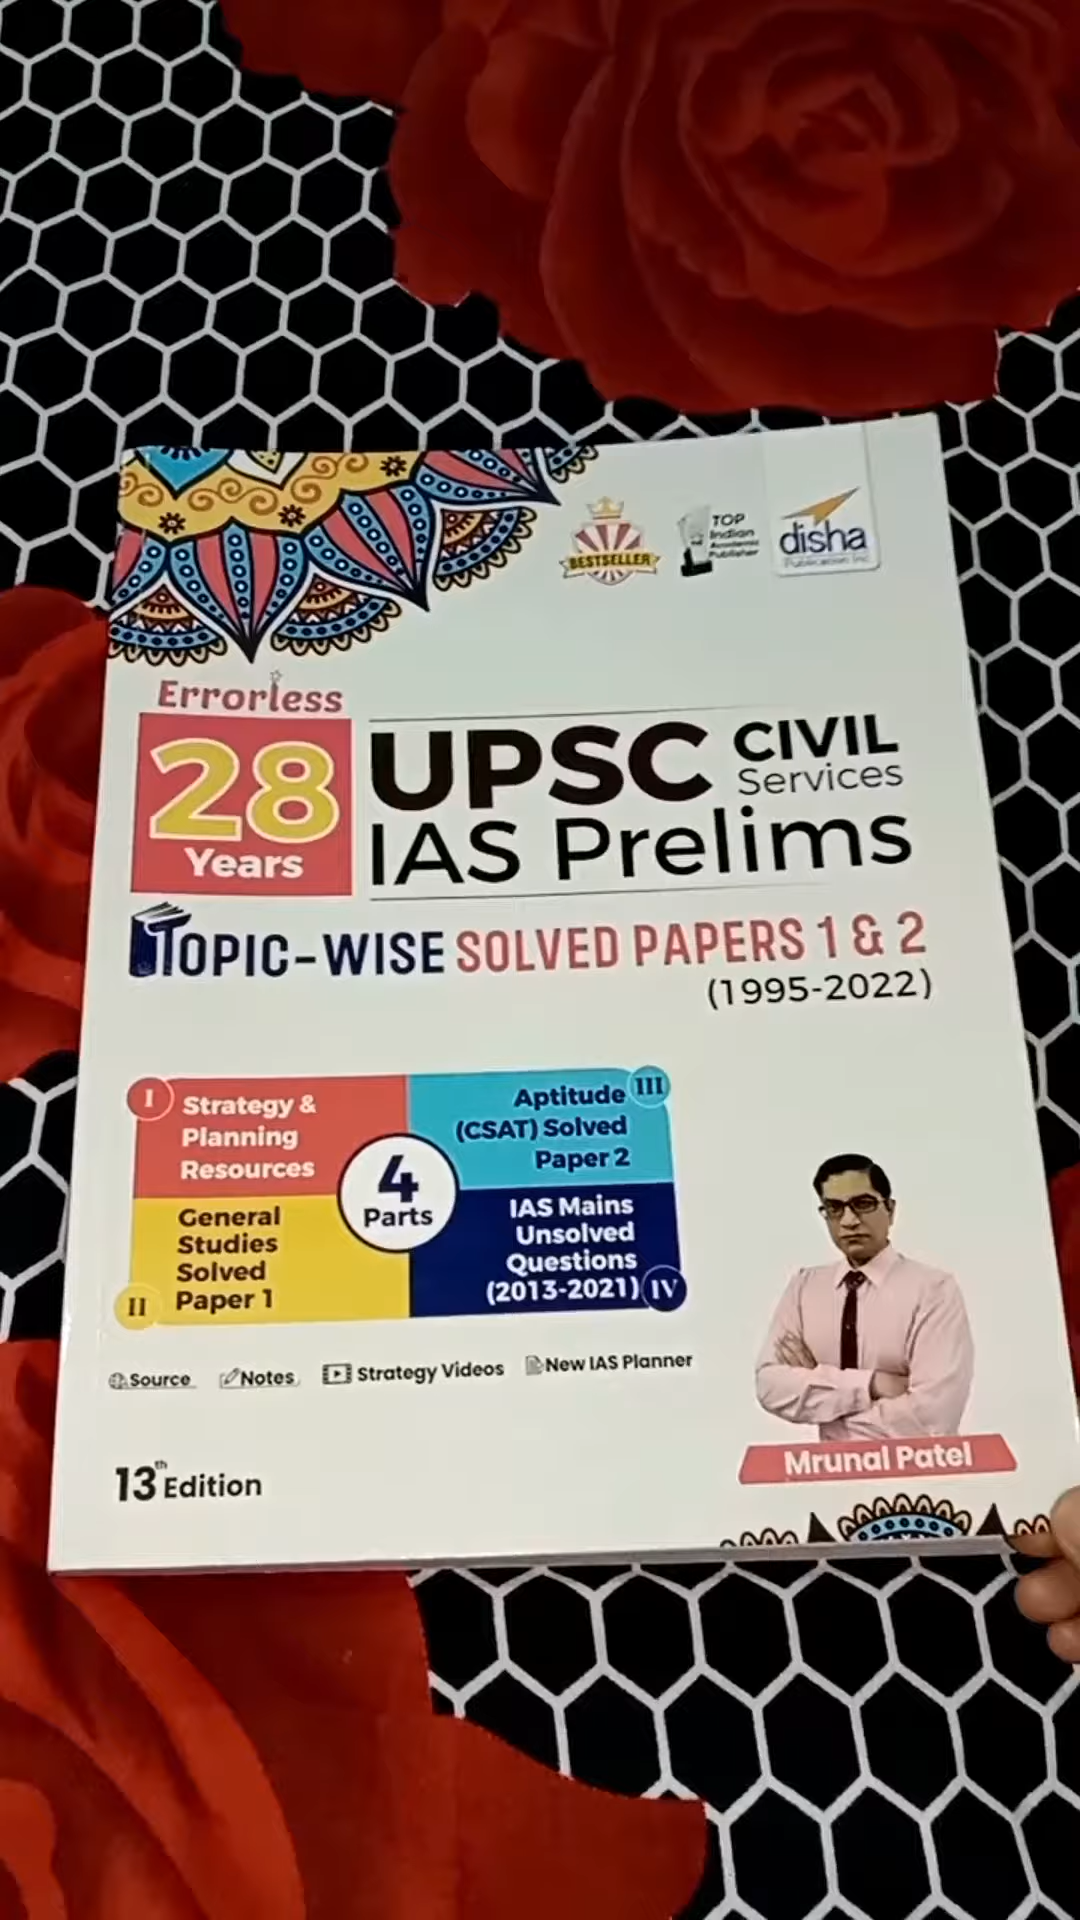 BESTSELLER
TOP
Indian
Academic
Publisher
disha
Publication Inc
Errorless
28
Years
UPSC CIVIL
Services
IAS Prelims
TOPIC-WISE SOLVED PAPERS 1 & 2
(1995-2022)
I
Strategy &
Planning
Resources
III
Aptitude
(CSAT) Solved
Paper 2
4
Parts
II
General
Studies
Solved
Paper 1
IAS Mains
Unsolved
Questions
(2013-2021)
IV
Source Notes Strategy Videos New IAS Planner
Mrunal Patel
13th Edition